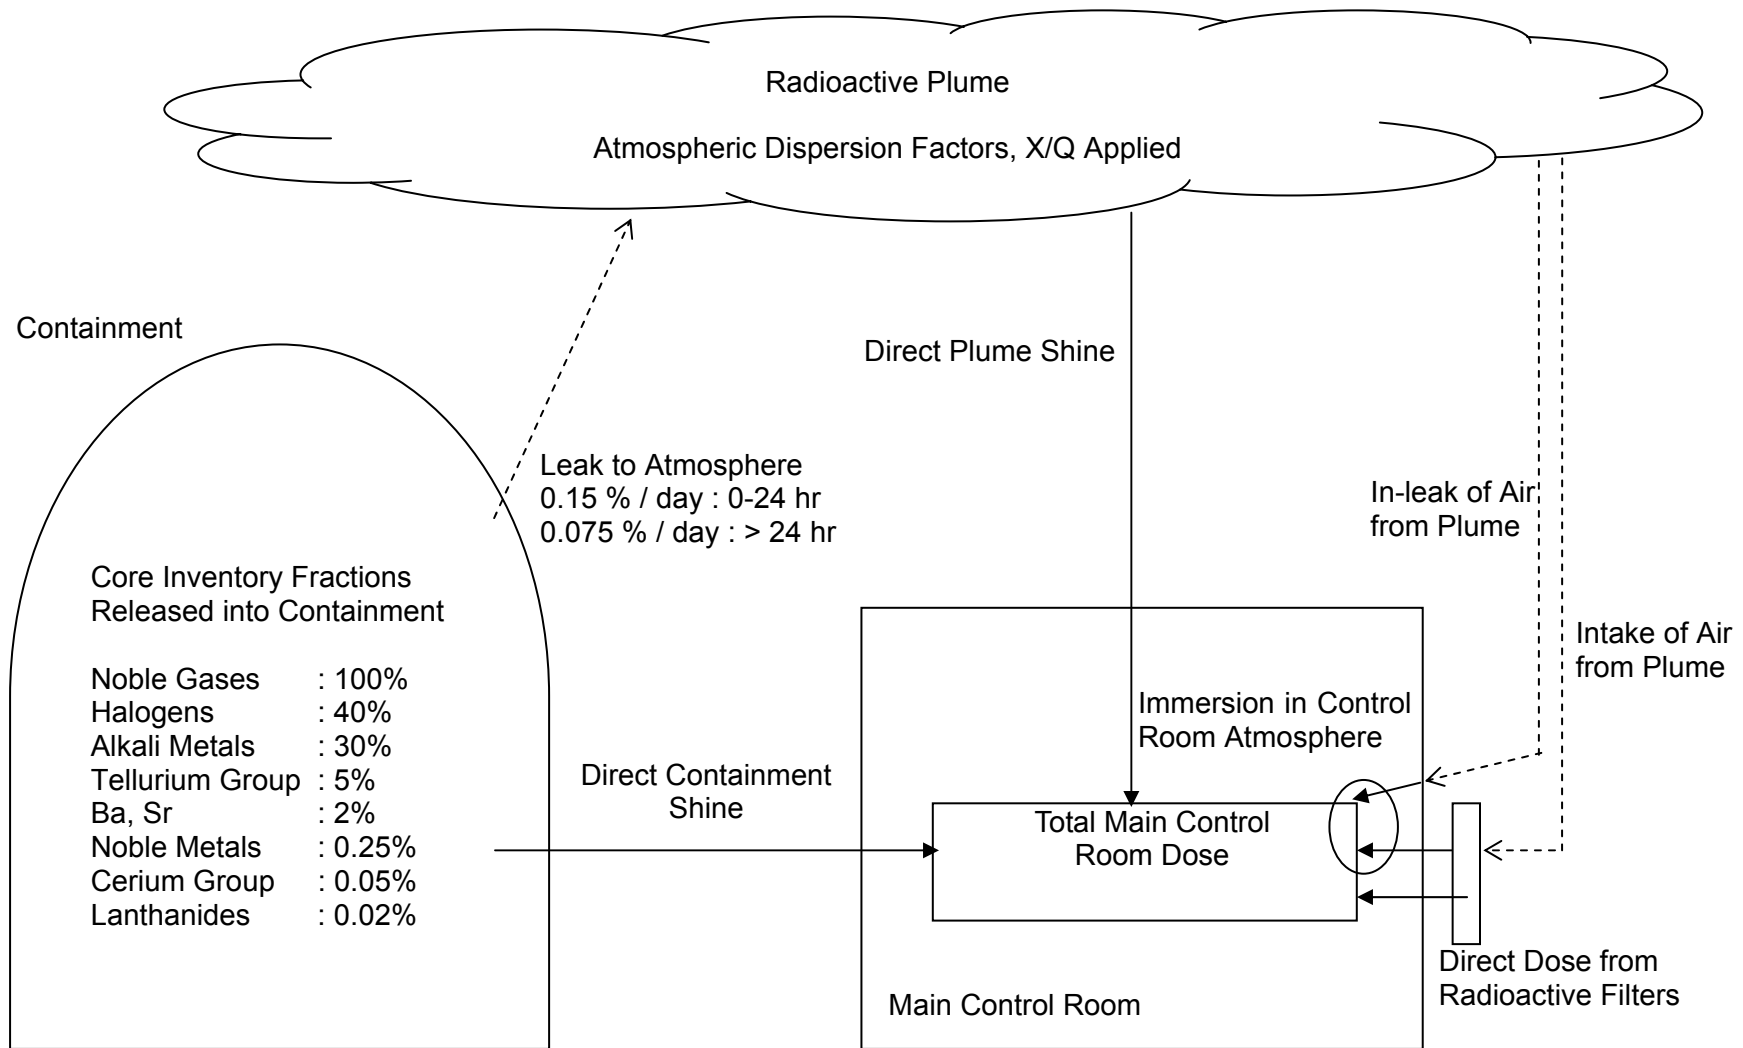 Radioactive Plume
Atmospheric Dispersion Factors, X/Q Applied
Containment
Direct Plume Shine
Leak to Atmosphere
0.15 % / day : 0-24 hr
0.075 % / day : > 24 hr
In-leak of Air
from Plume
Core Inventory Fractions
Released into Containment
Noble Gases : 100%
Halogens : 40%
Alkali Metals : 30%
Tellurium Group : 5%
Ba, Sr : 2%
Noble Metals : 0.25%
Cerium Group : 0.05%
Lanthanides : 0.02%
Intake of Air
from Plume
Immersion in Control
Room Atmosphere
Direct Containment
Shine
Total Main Control
Room Dose
Direct Dose from
Radioactive Filters
Main Control Room